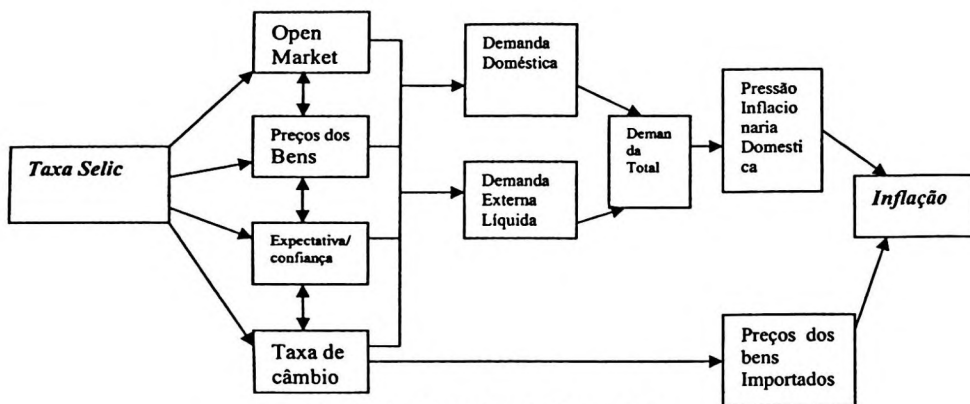 Taxa Selic
Open
Market
Preços dos
Bens
Expectativa/
confiança
Taxa de
câmbio
Demanda
Doméstica
Demanda
Externa
Líquida
Deman
da
Total
Pressão
Inflacio
naria
Domesti
ca
Preços dos
bens
Importados
Inflação